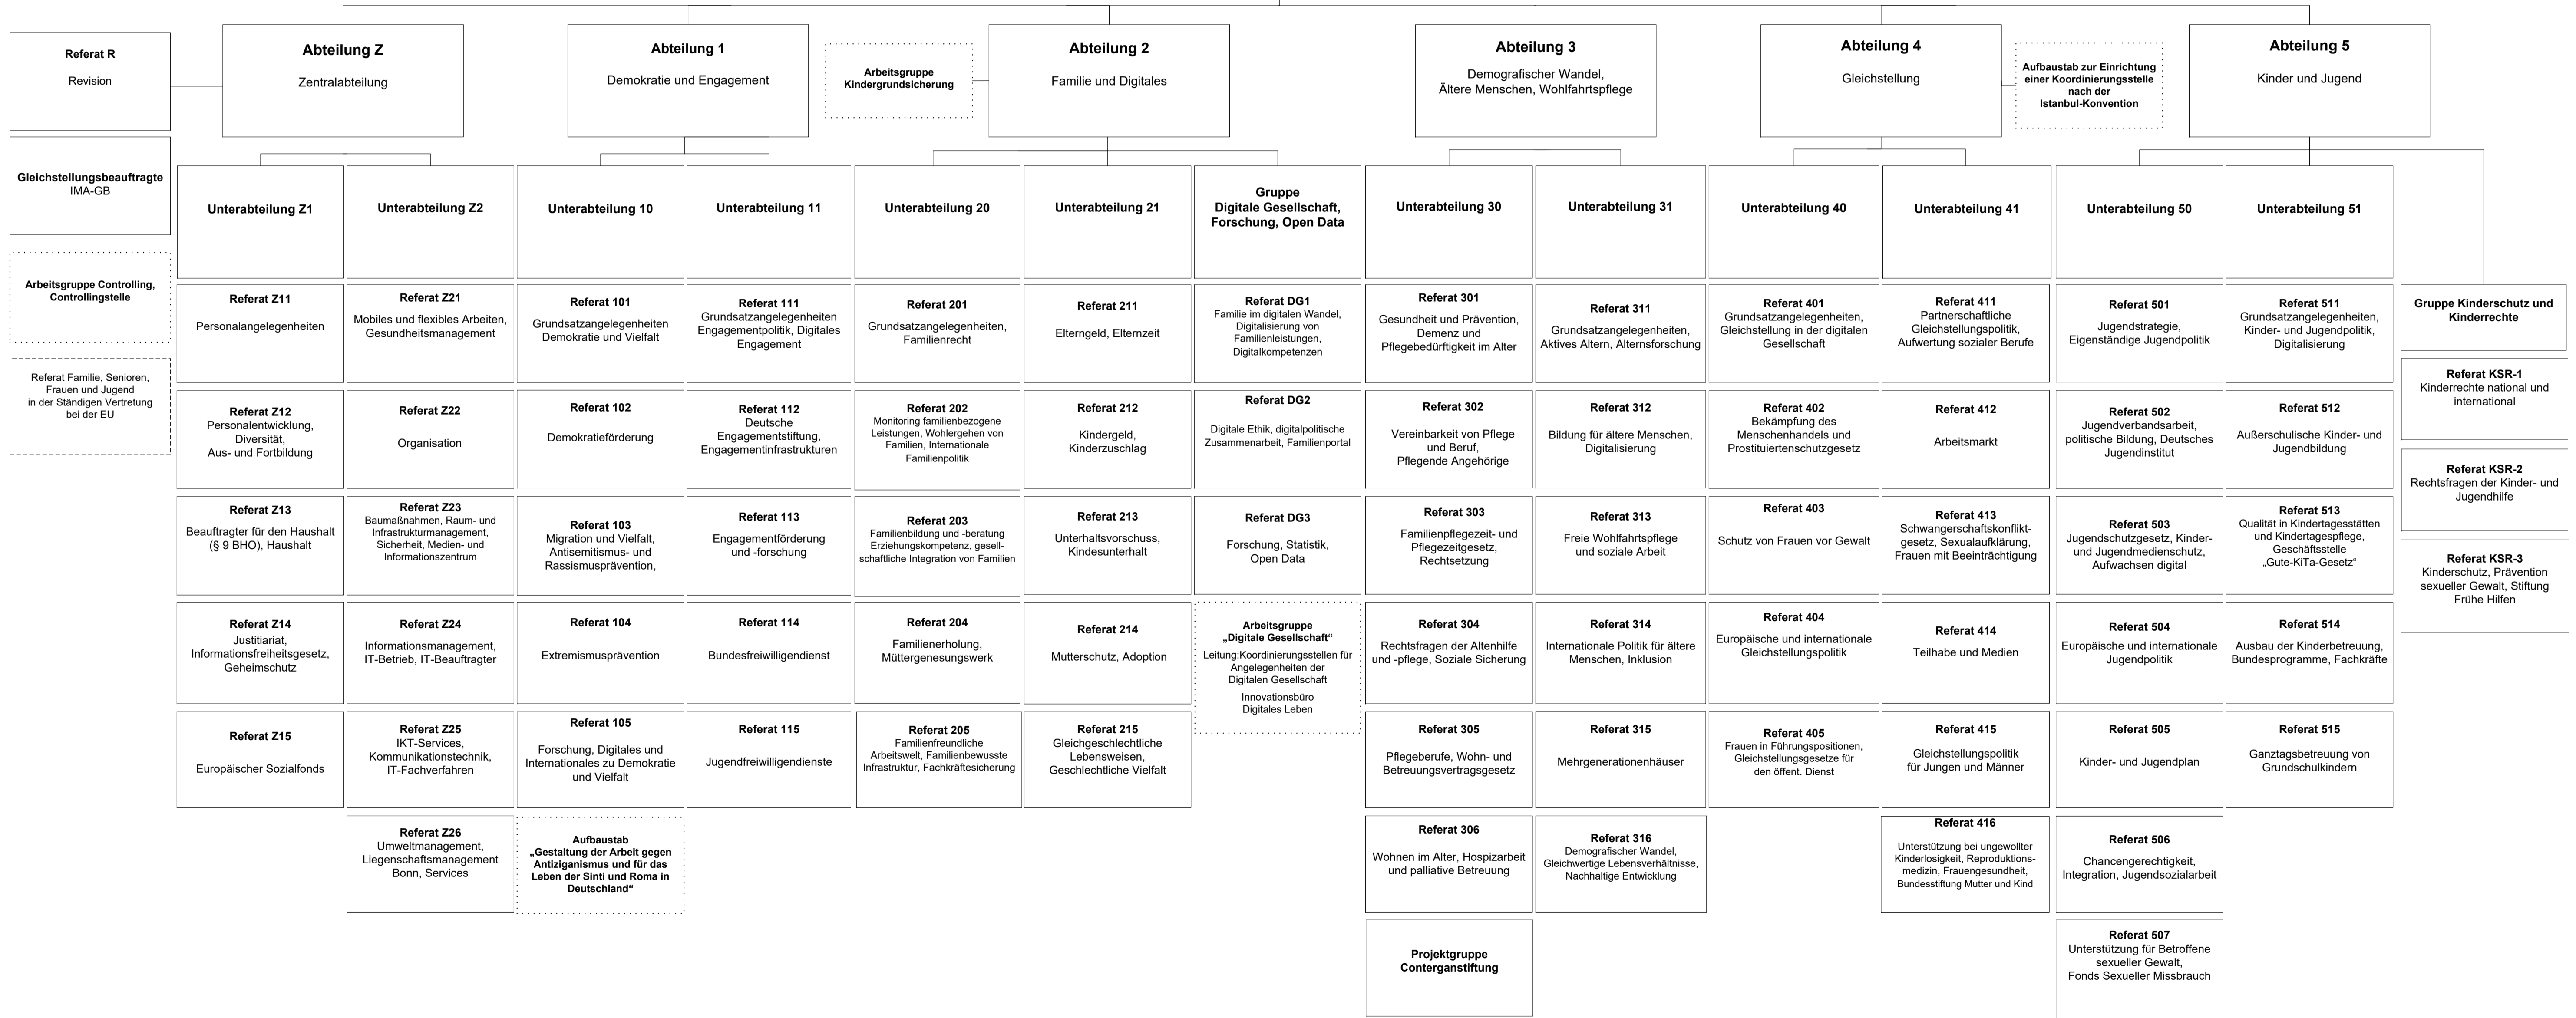 Referat R
Revision
Abteilung Z
Zentralabteilung
Abteilung 1
Demokratie und Engagement
Arbeitsgruppe
Kindergrundsicherung
Abteilung 2
Familie und Digitales
Abteilung 3
Demografischer Wandel,
Ältere Menschen, Wohlfahrtspflege
Abteilung 4
Gleichstellung
Aufbaustab zur Einrichtung
einer Koordinierungsstelle
nach der
Istanbul-Konvention
Abteilung 5
Kinder und Jugend
Gleichstellungsbeauftragte
IMA-GB
Arbeitsgruppe Controlling,
Controllingstelle
Referat Familie, Senioren,
Frauen und Jugend
in der Ständigen Vertretung
bei der EU
Unterabteilung Z1
Referat Z11
Personalangelegenheiten
Referat Z12
Personalentwicklung,
Diversität,
Aus- und Fortbildung
Referat Z13
Beauftragter für den Haushalt
(§ 9 BHO), Haushalt
Referat Z14
Justitiariat,
Informationsfreiheitsgesetz,
Geheimschutz
Referat Z15
Europäischer Sozialfonds
Unterabteilung Z2
Referat Z21
Mobiles und flexibles Arbeiten,
Gesundheitsmanagement
Referat Z22
Organisation
Referat Z23
Baumaßnahmen, Raum- und
Infrastrukturmanagement,
Sicherheit, Medien- und
Informationszentrum
Referat Z24
Informationsmanagement,
IT-Betrieb, IT-Beauftragter
Referat Z25
IKT-Services,
Kommunikationstechnik,
IT-Fachverfahren
Referat Z26
Umweltmanagement,
Liegenschaftsmanagement
Bonn, Services
Unterabteilung 10
Referat 101
Grundsatzangelegenheiten
Demokratie und Vielfalt
Referat 102
Demokratieförderung
Referat 103
Migration und Vielfalt,
Antisemitismus- und
Rassismusprävention,
Referat 104
Extremismusprävention
Referat 105
Forschung, Digitales und
Internationales zu Demokratie
und Vielfalt
Aufbaustab
„Gestaltung der Arbeit gegen
Antiziganismus und für das
Leben der Sinti und Roma in
Deutschland“
Unterabteilung 11
Referat 111
Grundsatzangelegenheiten
Engagementpolitik, Digitales
Engagement
Referat 112
Deutsche
Engagementstiftung,
Engagementinfrastrukturen
Referat 113
Engagementförderung
und -forschung
Referat 114
Bundesfreiwilligendienst
Referat 115
Jugendfreiwilligendienste
Unterabteilung 20
Referat 201
Grundsatzangelegenheiten,
Familienrecht
Referat 202
Monitoring familienbezogene
Leistungen, Wohlergehen von
Familien, Internationale
Familienpolitik
Referat 203
Familienbildung und -beratung
Erziehungskompetenz, gesell-
schaftliche Integration von Familien
Referat 204
Familienerholung,
Müttergenesungswerk
Referat 205
Familienfreundliche
Arbeitswelt, Familienbewusste
Infrastruktur, Fachkräftesicherung
Unterabteilung 21
Referat 211
Elterngeld, Elternzeit
Referat 212
Kindergeld,
Kinderzuschlag
Referat 213
Unterhaltsvorschuss,
Kindesunterhalt
Referat 214
Mutterschutz, Adoption
Referat 215
Gleichgeschlechtliche
Lebensweisen,
Geschlechtliche Vielfalt
Gruppe
Digitale Gesellschaft,
Forschung, Open Data
Referat DG1
Familie im digitalen Wandel,
Digitalisierung von
Familienleistungen,
Digitalkompetenzen
Referat DG2
Digitale Ethik, digitalpolitische
Zusammenarbeit, Familienportal
Referat DG3
Forschung, Statistik,
Open Data
Arbeitsgruppe
„Digitale Gesellschaft“
Leitung:Koordinierungsstellen für
Angelegenheiten der
Digitalen Gesellschaft
Innovationsbüro
Digitales Leben
Unterabteilung 30
Referat 301
Gesundheit und Prävention,
Demenz und
Pflegebedürftigkeit im Alter
Referat 302
Vereinbarkeit von Pflege
und Beruf,
Pflegende Angehörige
Referat 303
Familienpflegezeit- und
Pflegezeitgesetz,
Rechtsetzung
Referat 304
Rechtsfragen der Altenhilfe
und -pflege, Soziale Sicherung
Referat 305
Pflegeberufe, Wohn- und
Betreuungsvertragsgesetz
Referat 306
Wohnen im Alter, Hospizarbeit
und palliative Betreuung
Projektgruppe
Conterganstiftung
Unterabteilung 31
Referat 311
Grundsatzangelegenheiten,
Aktives Altern, Alternsforschung
Referat 312
Bildung für ältere Menschen,
Digitalisierung
Referat 313
Freie Wohlfahrtspflege
und soziale Arbeit
Referat 314
Internationale Politik für ältere
Menschen, Inklusion
Referat 315
Mehrgenerationenhäuser
Referat 316
Demografischer Wandel,
Gleichwertige Lebensverhältnisse,
Nachhaltige Entwicklung
Unterabteilung 40
Referat 401
Grundsatzangelegenheiten,
Gleichstellung in der digitalen
Gesellschaft
Referat 402
Bekämpfung des
Menschenhandels und
Prostituiertenschutzgesetz
Referat 403
Schutz von Frauen vor Gewalt
Referat 404
Europäische und internationale
Gleichstellungspolitik
Referat 405
Frauen in Führungspositionen,
Gleichstellungsgesetze für
den öffent. Dienst
Unterabteilung 41
Referat 411
Partnerschaftliche
Gleichstellungspolitik,
Aufwertung sozialer Berufe
Referat 412
Arbeitsmarkt
Referat 413
Schwangerschaftskonflikt-
gesetz, Sexualaufklärung,
Frauen mit Beeinträchtigung
Referat 414
Teilhabe und Medien
Referat 415
Gleichstellungspolitik
für Jungen und Männer
Referat 416
Unterstützung bei ungewollter
Kinderlosigkeit, Reproduktions-
medizin, Frauengesundheit,
Bundesstiftung Mutter und Kind
Unterabteilung 50
Referat 501
Jugendstrategie,
Eigenständige Jugendpolitik
Referat 502
Jugendverbandsarbeit,
politische Bildung, Deutsches
Jugendinstitut
Referat 503
Jugendschutzgesetz, Kinder-
und Jugendmedienschutz,
Aufwachsen digital
Referat 504
Europäische und internationale
Jugendpolitik
Referat 505
Kinder- und Jugendplan
Referat 506
Chancengerechtigkeit,
Integration, Jugendsozialarbeit
Referat 507
Unterstützung für Betroffene
sexueller Gewalt,
Fonds Sexueller Missbrauch
Unterabteilung 51
Referat 511
Grundsatzangelegenheiten,
Kinder- und Jugendpolitik,
Digitalisierung
Referat 512
Außerschulische Kinder- und
Jugendbildung
Referat 513
Qualität in Kindertagesstätten
und Kindertagespflege,
Geschäftsstelle
„Gute-KiTa-Gesetz“
Referat 514
Ausbau der Kinderbetreuung,
Bundesprogramme, Fachkräfte
Referat 515
Ganztagsbetreuung von
Grundschulkindern
Gruppe Kinderschutz und
Kinderrechte
Referat KSR-1
Kinderrechte national und
international
Referat KSR-2
Rechtsfragen der Kinder- und
Jugendhilfe
Referat KSR-3
Kinderschutz, Prävention
sexueller Gewalt, Stiftung
Frühe Hilfen